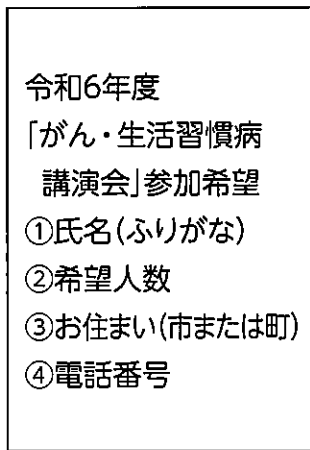 令和6年度
「がん・生活習慣病
講演会」参加希望
①氏名(ふりがな)
②希望人数
③お住まい(市または町)
④電話番号